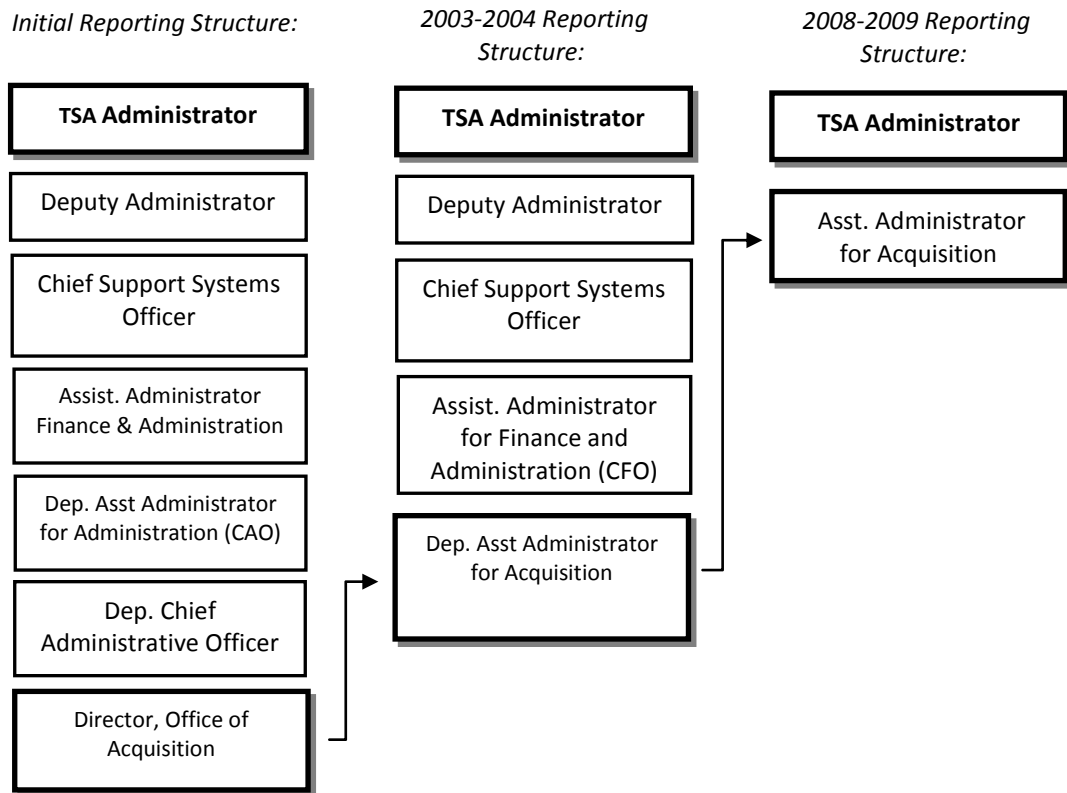 Initial Reporting Structure:
TSA Administrator
Deputy Administrator
Chief Support Systems
Officer
Assist. Administrator
Finance & Administration
Dep. Asst Administrator
for Administration (CAO)
Dep. Chief
Administrative Officer
Director, Office of
Acquisition
2003-2004 Reporting
Structure:
TSA Administrator
Deputy Administrator
Chief Support Systems
Officer
Assist. Administrator
for Finance and
Administration (CFO)
Dep. Asst Administrator
for Acquisition
2008-2009 Reporting
Structure:
TSA Administrator
Asst. Administrator
for Acquisition